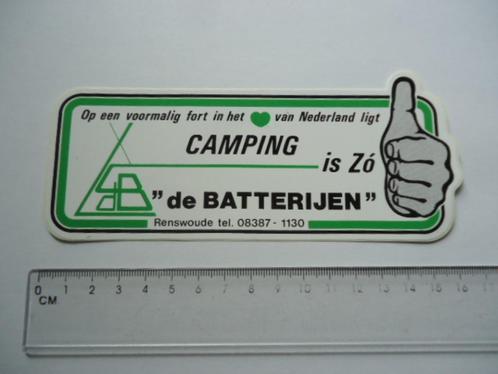 Op een voormalig fort in het van Nederland ligt
CAMPING
is Zó
dB
"de BATTERIJEN"
Renswoude tel. 08387 - 1130
0 1 2 3 4 5 6 7 8 9 10 11 12 13 14 15 16 17
CM